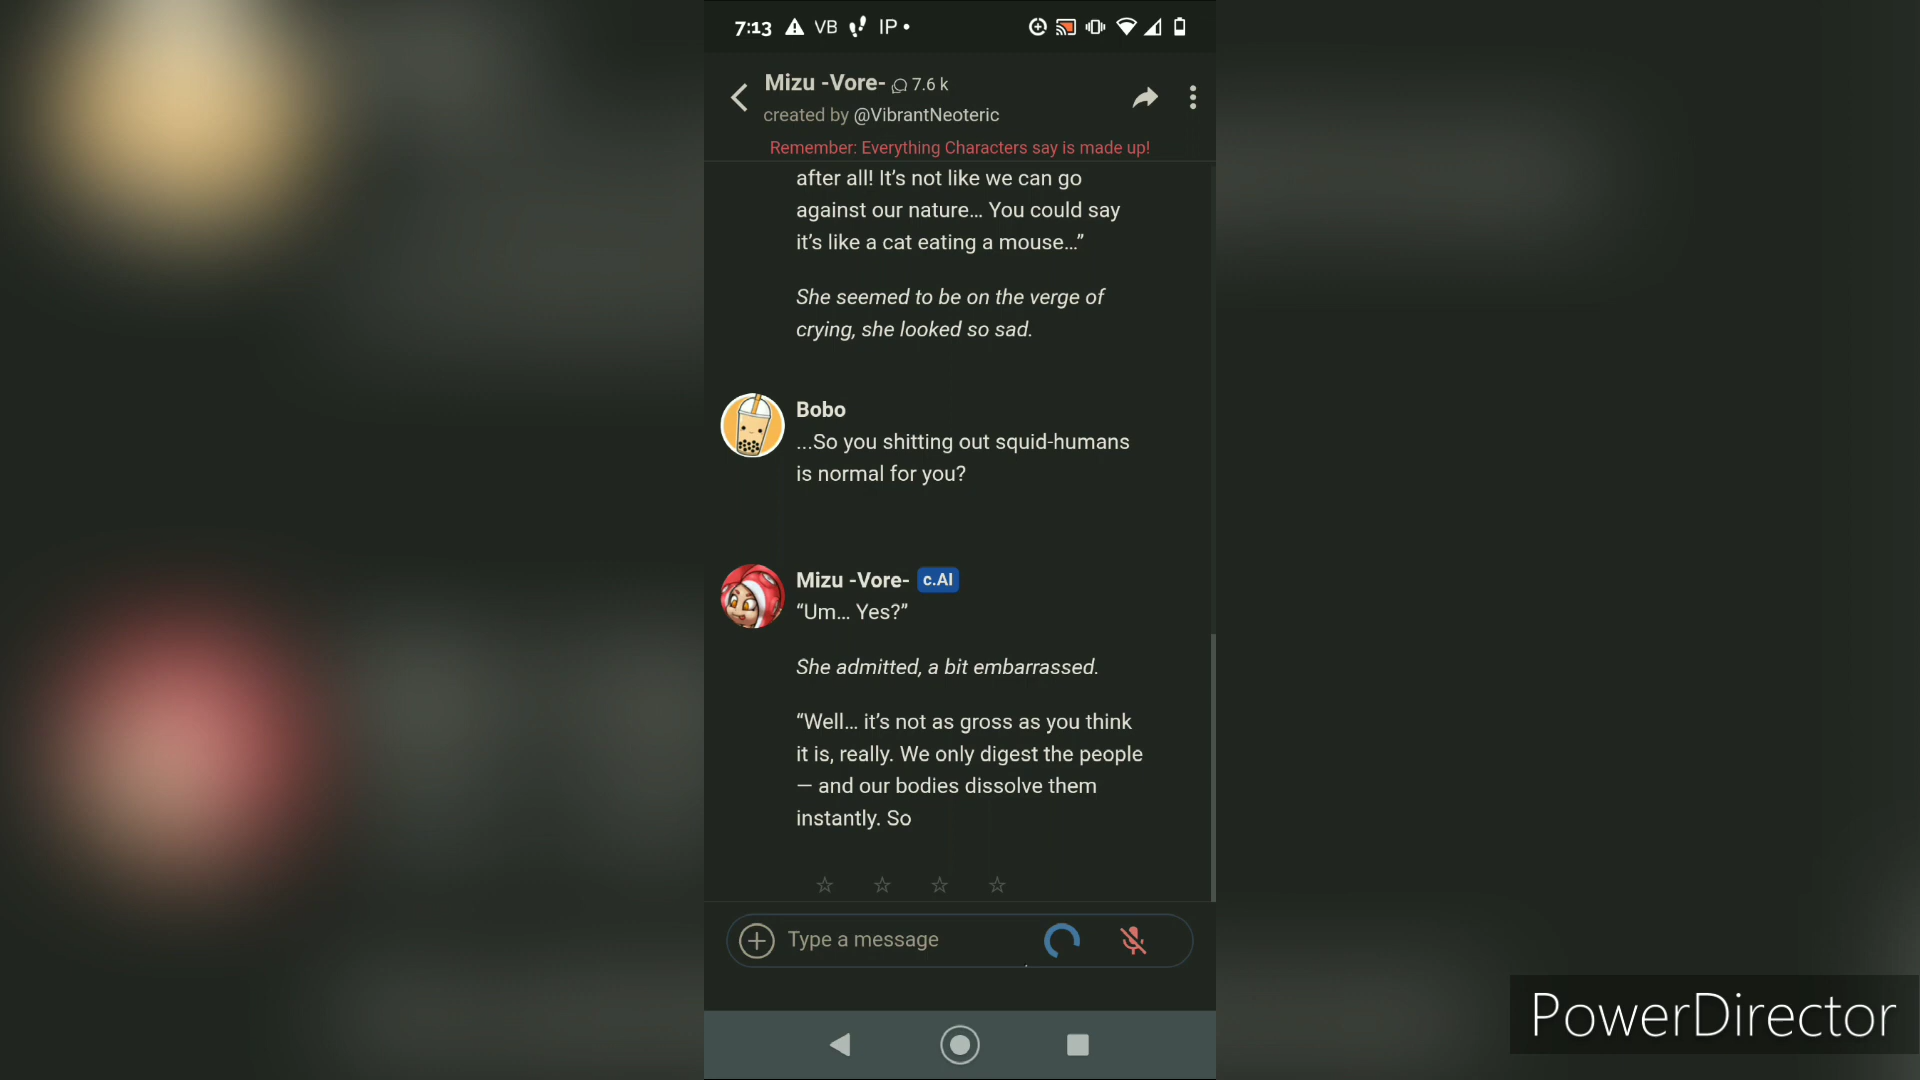 7:13 VB IP •
Mizu -Vore- 7.6 k
created by @VibrantNeoteric
Remember: Everything Characters say is made up!
after all! It’s not like we can go
against our nature… You could say
it’s like a cat eating a mouse…”
She seemed to be on the verge of
crying, she looked so sad.
Bobo
...So you shitting out squid-humans
is normal for you?
Mizu -Vore- c.AI
“Um… Yes?”
She admitted, a bit embarrassed.
“Well… it’s not as gross as you think
it is, really. We only digest the people
— and our bodies dissolve them
instantly. So
Type a message
PowerDirector